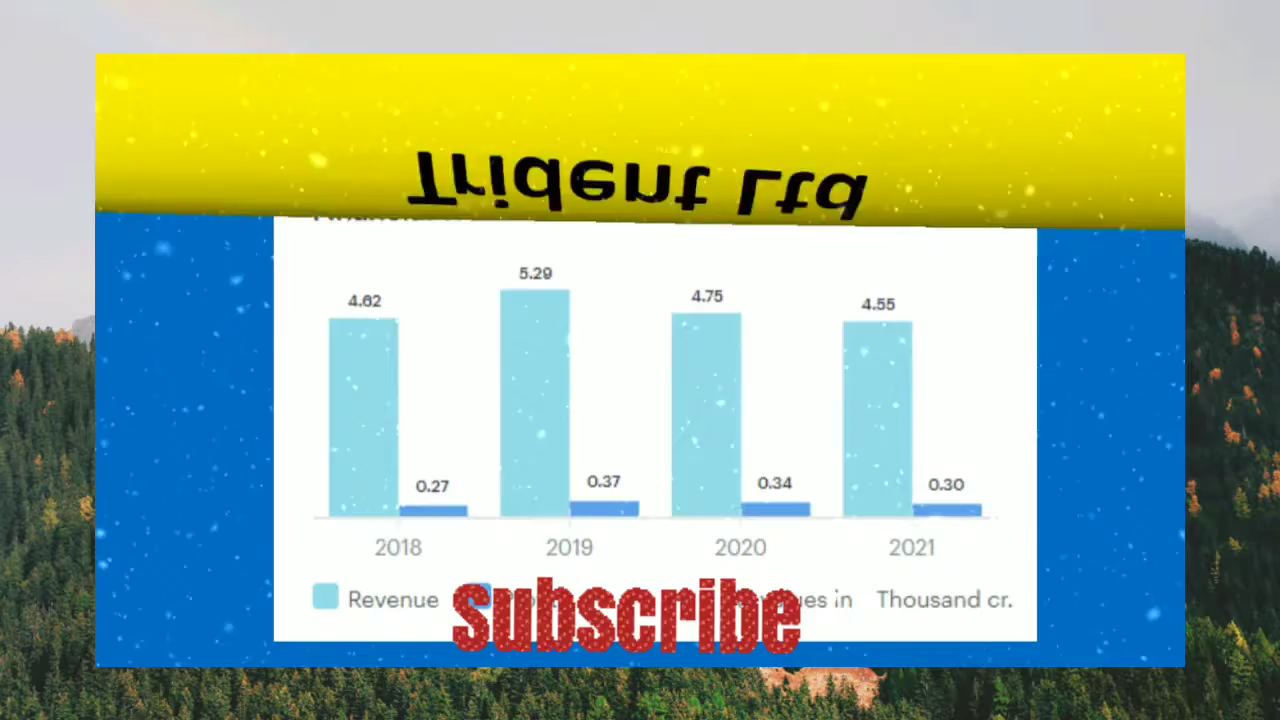 Trident Ltd
5.29
4.62 4.75 4.55
0.27 0.37 0.34 0.30
2018 2019 2020 2021
Revenue in Thousand cr.
Subscribe